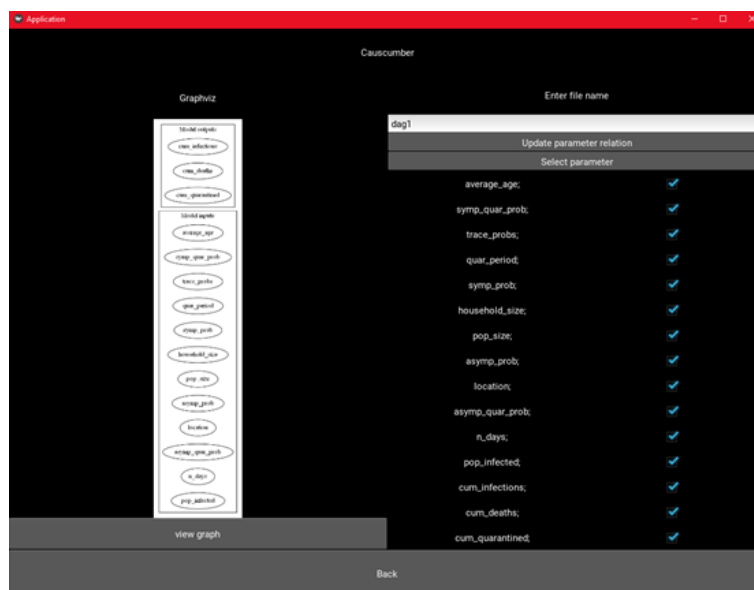 Application
Causcumber
Graphviz
Model outputs
cum_infections
cum_deaths
cum_quarantined
Model inputs
average_age
symp_quar_prob
trace_probs
quar_period
symp_prob
household_size
pop_size
asymp_prob
location
asymp_quar_prob
n_days
pop_infected
view graph
Enter file name
dag1
Update parameter relation
Select parameter
average_age;
symp_quar_prob;
trace_probs;
quar_period;
symp_prob;
household_size;
pop_size;
asymp_prob;
location;
asymp_quar_prob;
n_days;
pop_infected;
cum_infections;
cum_deaths;
cum_quarantined;
Back